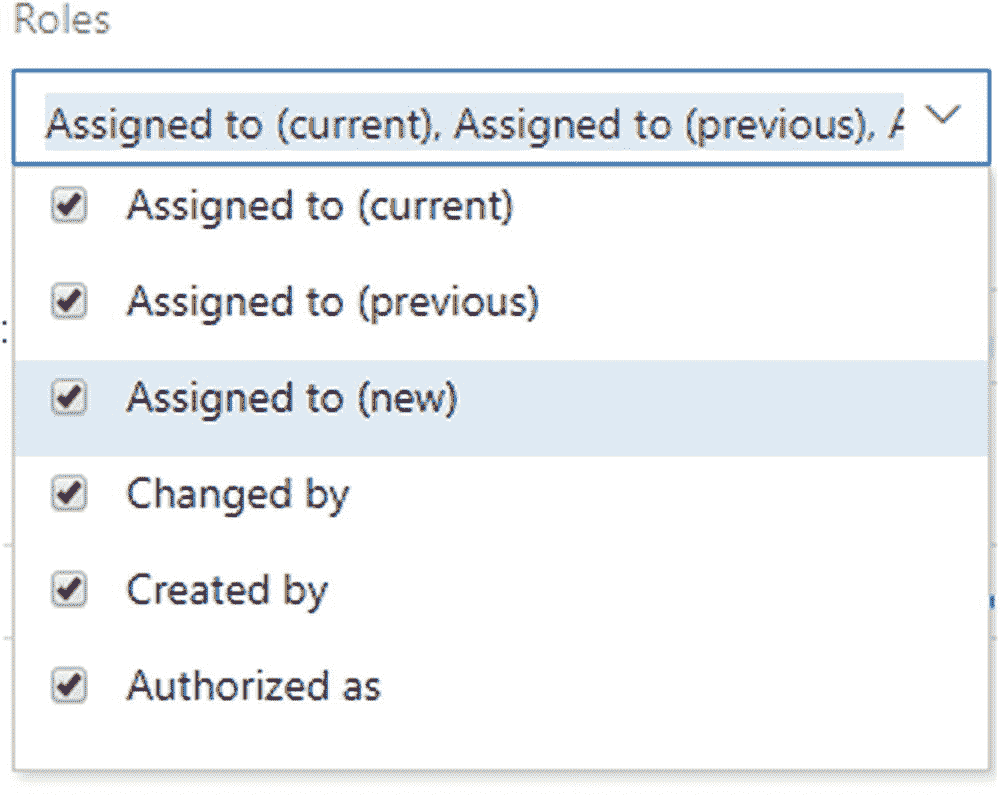 Roles
Assigned to (current), Assigned to (previous), A
Assigned to (current)
Assigned to (previous)
Assigned to (new)
Changed by
Created by
Authorized as